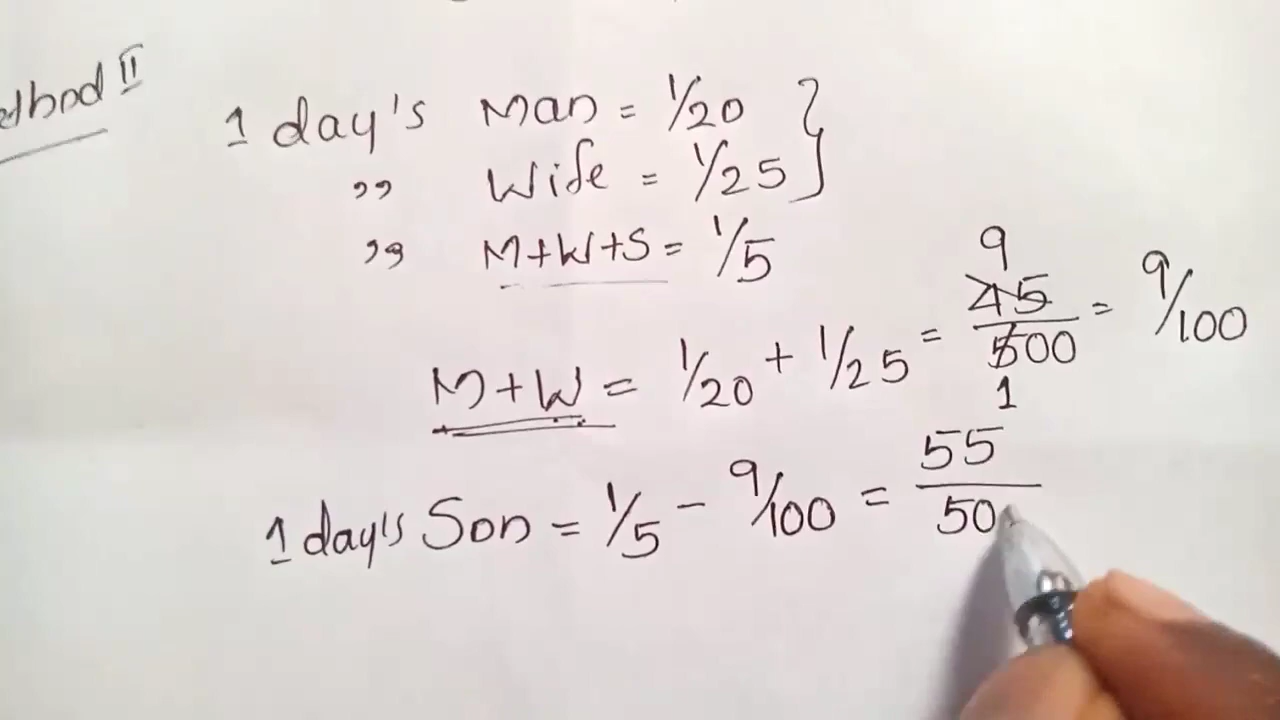 Method II
1 day's Man = 1/20 }
,, Wife = 1/25
,, M+W+S = 1/5
M+W = 1/20 + 1/25 = 9 45/500 1 = 9/100
1 day's Son = 1/5 - 9/100 = 55/50